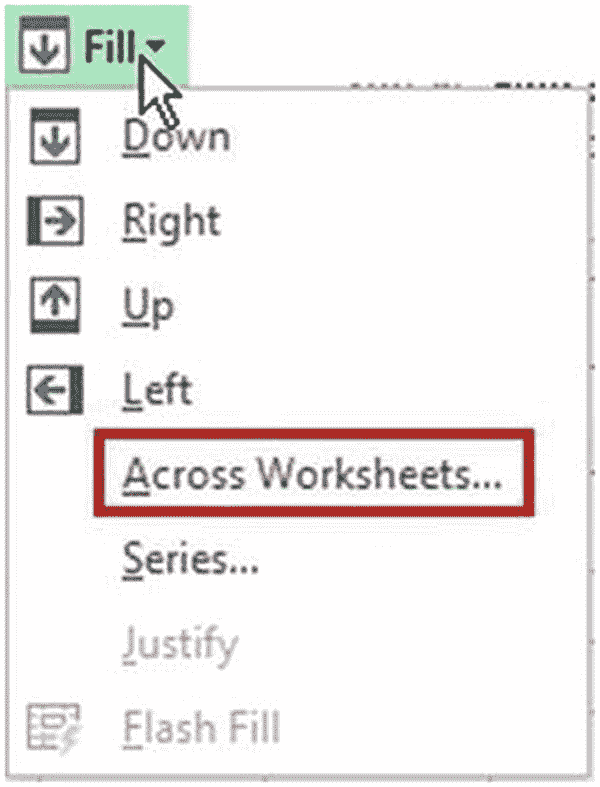 Fill
Down
Right
Up
Left
Across Worksheets...
Series...
Justify
Flash Fill